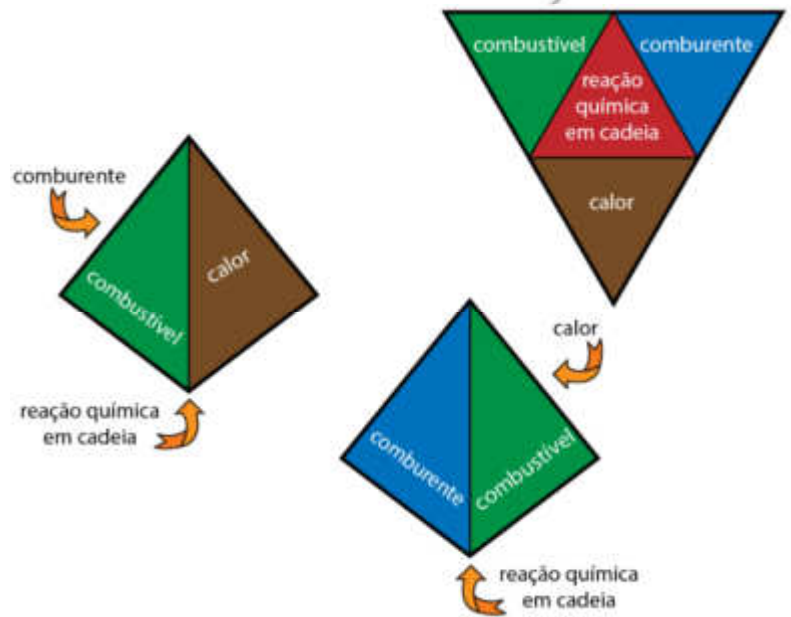 combustível
comburente
reação
química
em cadeia
calor
comburente
combustível
calor
reação química
em cadeia
calor
comburente
combustível
reação química
em cadeia